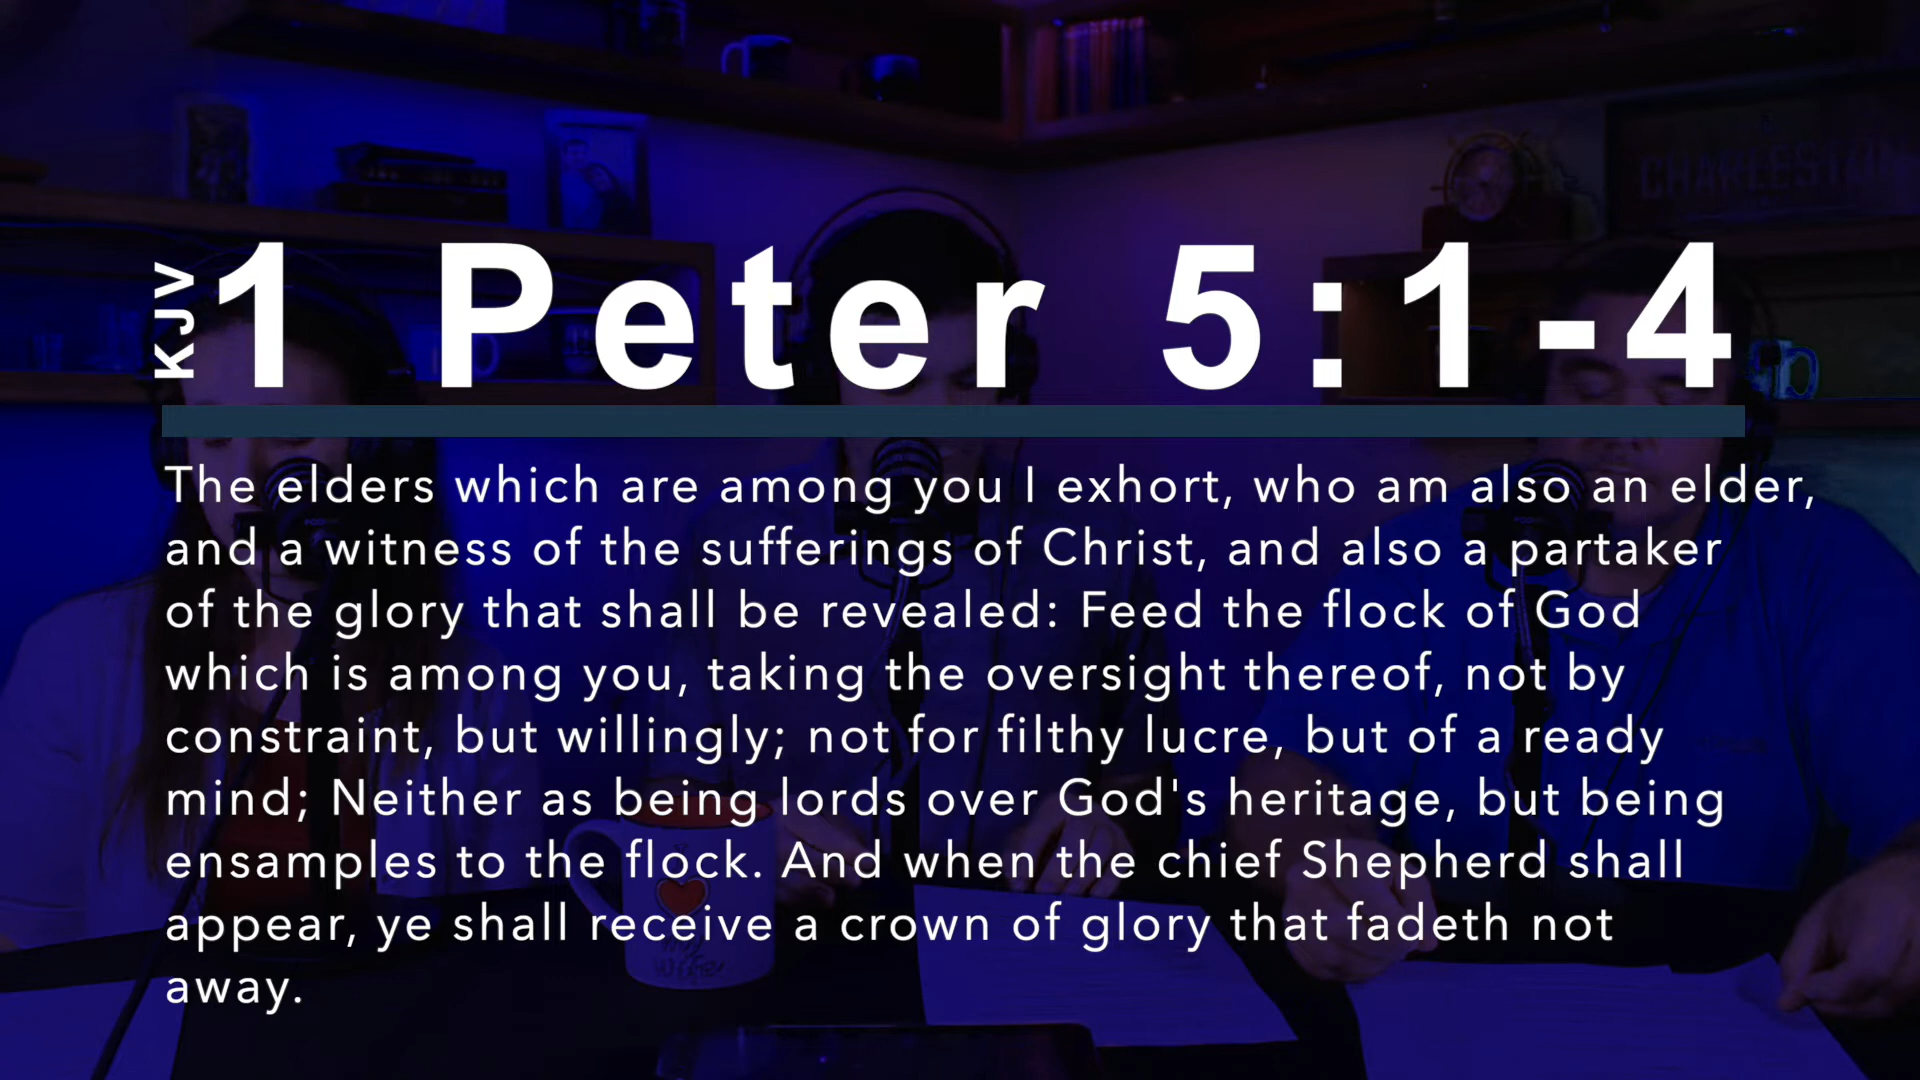 CHARLESTON
KJV
1 Peter 5:1-4
The elders which are among you I exhort, who am also an elder,
and a witness of the sufferings of Christ, and also a partaker
of the glory that shall be revealed: Feed the flock of God
which is among you, taking the oversight thereof, not by
constraint, but willingly; not for filthy lucre, but of a ready
mind; Neither as being lords over God's heritage, but being
ensamples to the flock. And when the chief Shepherd shall
appear, ye shall receive a crown of glory that fadeth not
away.